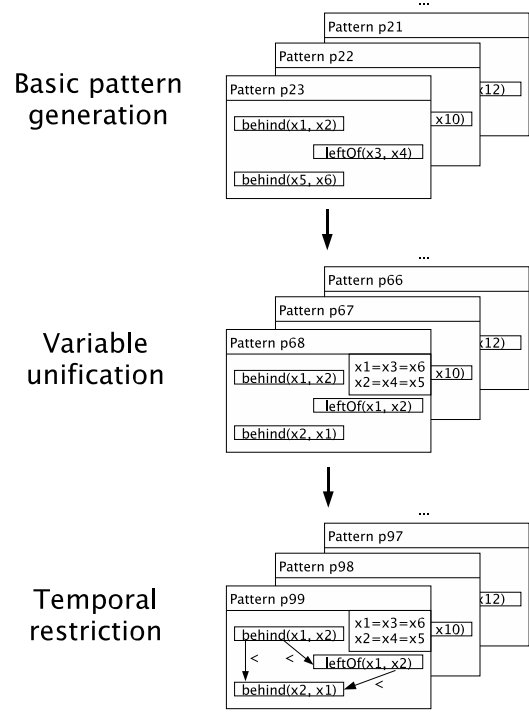 ...
Pattern p21
Pattern p22
Basic pattern
generation
Pattern p23
x12)
behind(x1, x2)
x10)
leftOf(x3, x4)
behind(x5, x6)
...
Pattern p66
Pattern p67
Variable
unification
Pattern p68
x12)
x1=x3=x6
x2=x4=x5
behind(x1, x2)
x10)
leftOf(x1, x2)
behind(x2, x1)
...
Pattern p97
Pattern p98
Temporal
restriction
Pattern p99
x12)
x1=x3=x6
x2=x4=x5
behind(x1, x2)
x10)
< <
leftOf(x1, x2)
behind(x2, x1)
<